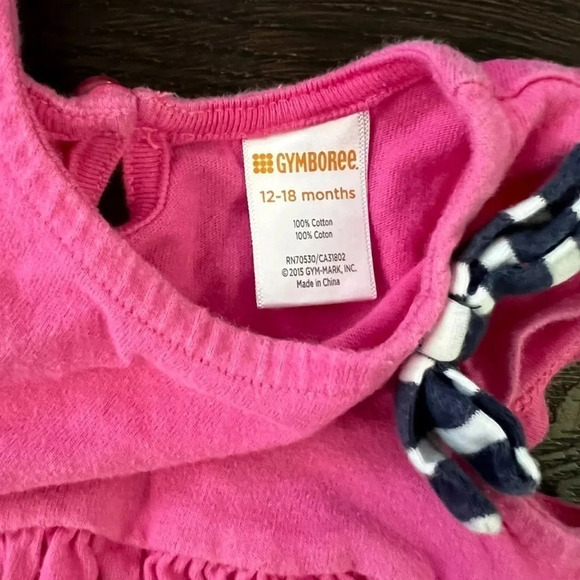 GYMBOREE
12-18 months
100% Cotton
100% Coton
RN70530/CA31802
© 2015 GYM-MARK, INC.
Made in China